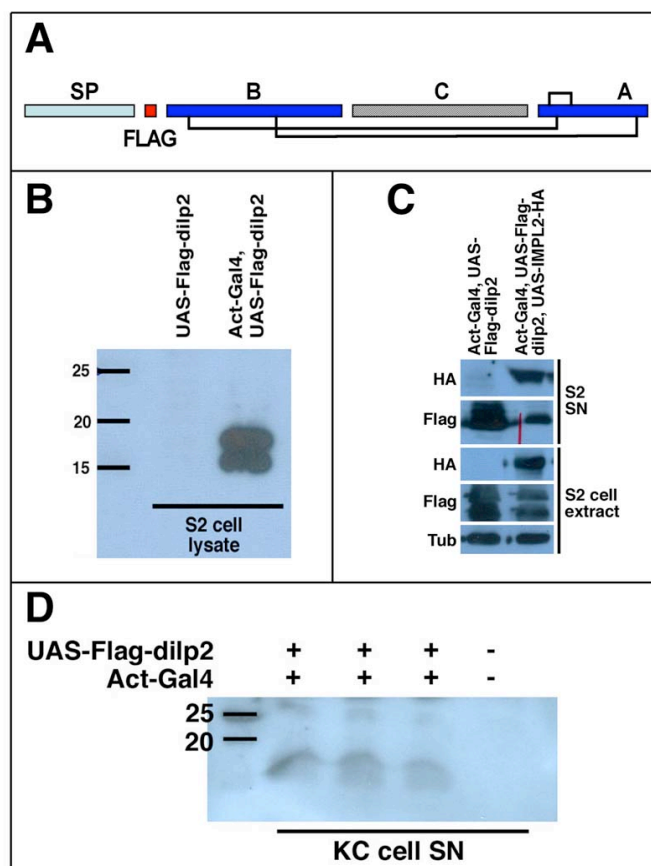 A
SP
B
C
A
FLAG
B
UAS-Flag-dilp2
Act-Gal4,
UAS-Flag-dilp2
25
20
15
S2 cell
lysate
C
Act-Gal4, UAS-
Flag-dilp2
Act-Gal4, UAS-Flag-
dilp2, UAS-IMPL2-HA
HA
Flag
S2
SN
HA
Flag
Tub
S2 cell
extract
D
UAS-Flag-dilp2 + + + -
Act-Gal4 + + + -
25
20
KC cell SN